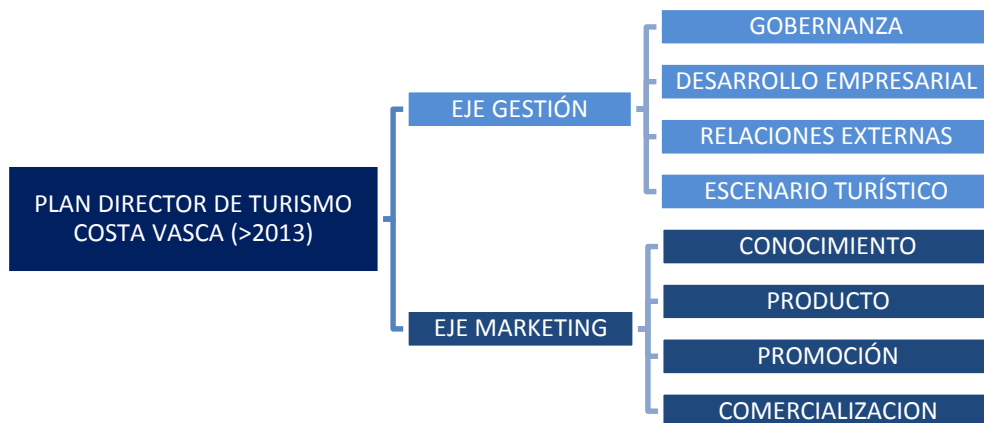 PLAN DIRECTOR DE TURISMO
COSTA VASCA (>2013)
EJE GESTIÓN
GOBERNANZA
DESARROLLO EMPRESARIAL
RELACIONES EXTERNAS
ESCENARIO TURÍSTICO
EJE MARKETING
CONOCIMIENTO
PRODUCTO
PROMOCIÓN
COMERCIALIZACION